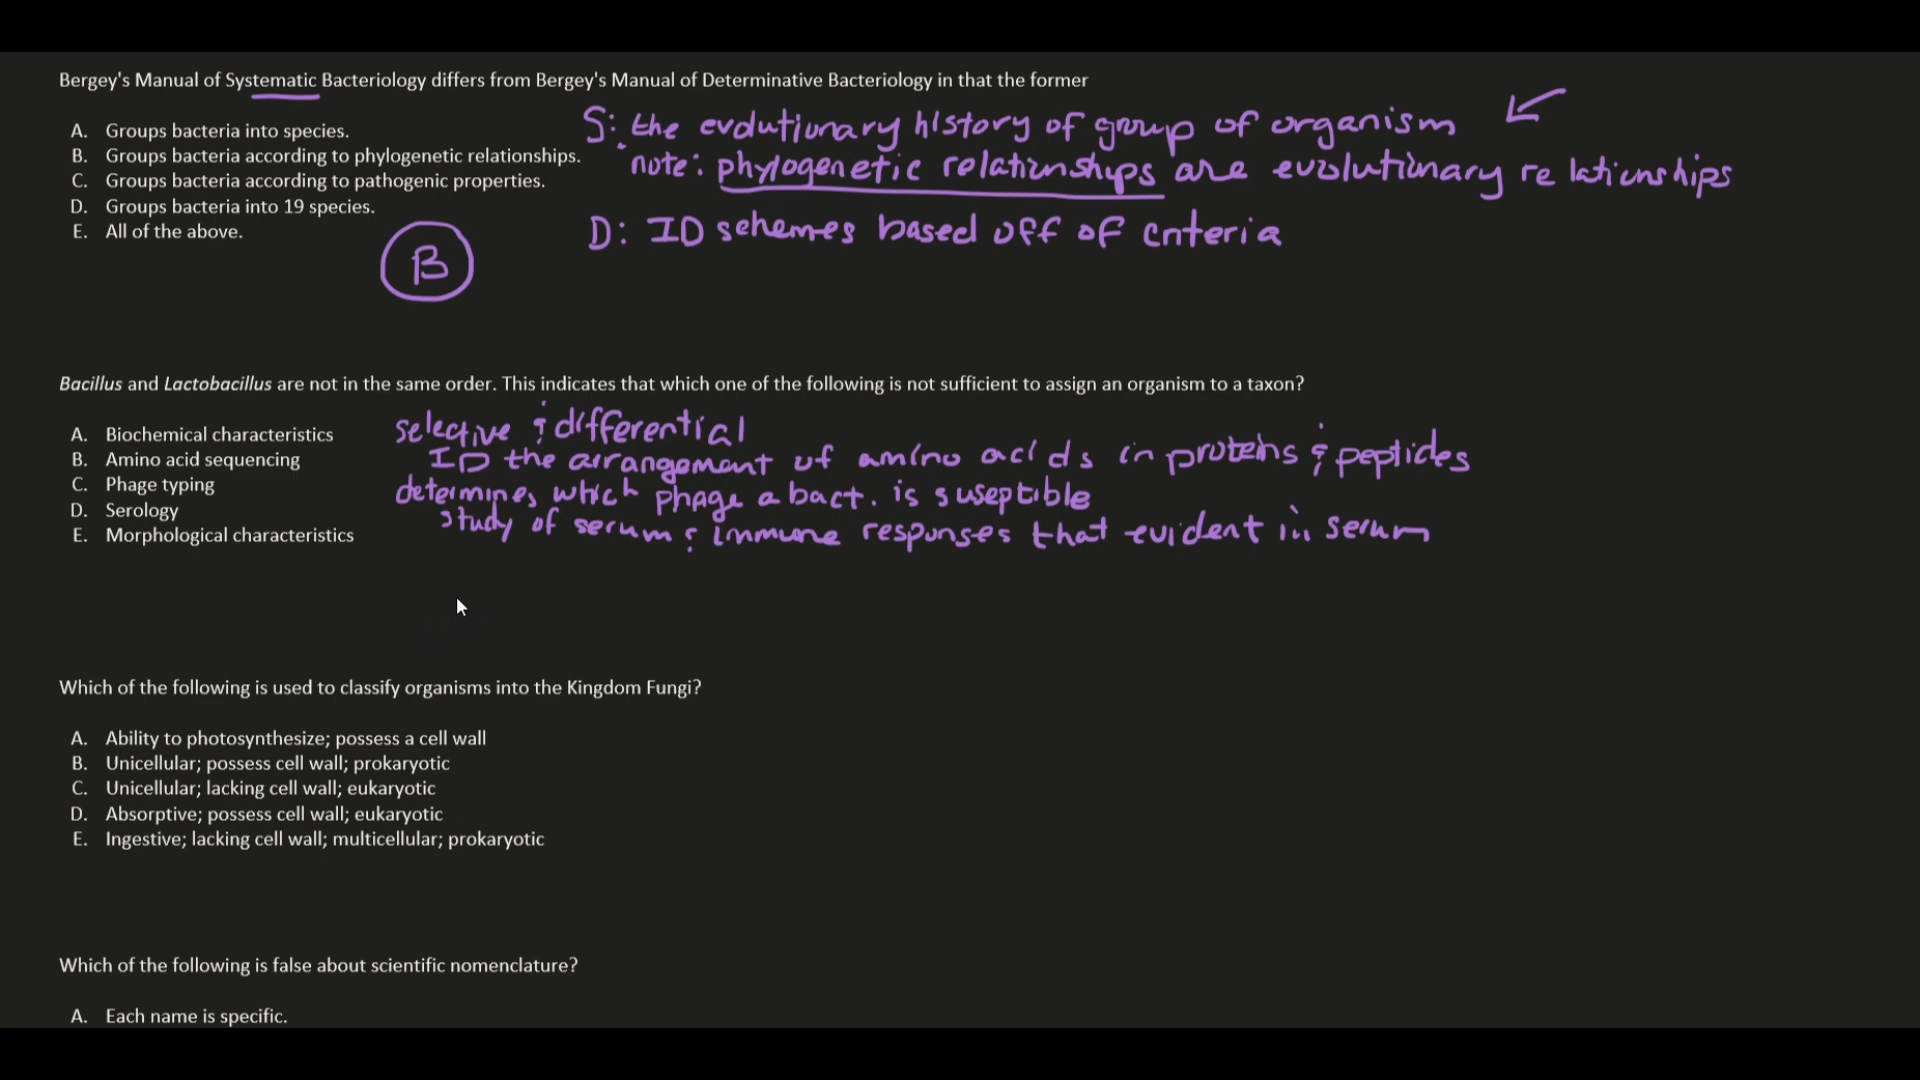 Bergey's Manual of Systematic Bacteriology differs from Bergey's Manual of Determinative Bacteriology in that the former
A. Groups bacteria into species.
B. Groups bacteria according to phylogenetic relationships.
C. Groups bacteria according to pathogenic properties.
D. Groups bacteria into 19 species.
E. All of the above.
B
S: the evolutionary history of group of organism
note: phylogenetic relationships are evolutionary relationships
D: ID schemes based off of criteria
Bacillus and Lactobacillus are not in the same order. This indicates that which one of the following is not sufficient to assign an organism to a taxon?
A. Biochemical characteristics selective & differential
B. Amino acid sequencing ID the arrangement of amino acids in proteins & peptides
C. Phage typing determines which phage a bact. is suseptible
D. Serology study of serum & immune responses that evident in serum
E. Morphological characteristics
Which of the following is used to classify organisms into the Kingdom Fungi?
A. Ability to photosynthesize; possess a cell wall
B. Unicellular; possess cell wall; prokaryotic
C. Unicellular; lacking cell wall; eukaryotic
D. Absorptive; possess cell wall; eukaryotic
E. Ingestive; lacking cell wall; multicellular; prokaryotic
Which of the following is false about scientific nomenclature?
A. Each name is specific.